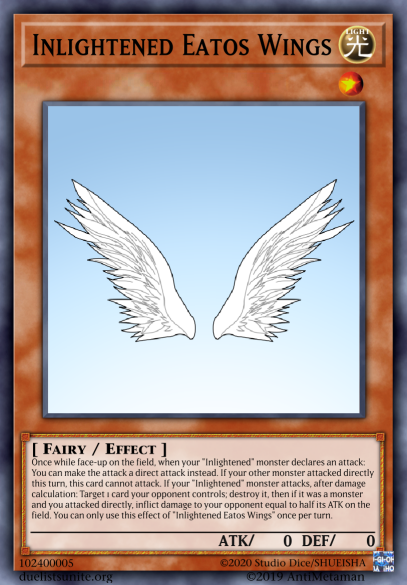 INLIGHTENED EATOS WINGS
LIGHT
光
[ FAIRY / EFFECT ]
Once while face-up on the field, when your "Inlightened" monster declares an attack:
You can make the attack a direct attack instead. If your other monster attacked directly
this turn, this card cannot attack. If your "Inlightened" monster attacks, after damage
calculation: Target 1 card your opponent controls; destroy it, then if it was a monster
and you attacked directly, inflict damage to your opponent equal to half its ATK on the
field. You can only use this effect of "Inlightened Eatos Wings" once per turn.
ATK/ 0 DEF/ 0
102400005 ©2020 Studio Dice/SHUEISHA
duelistsunite.org ©2019 AntiMetaman